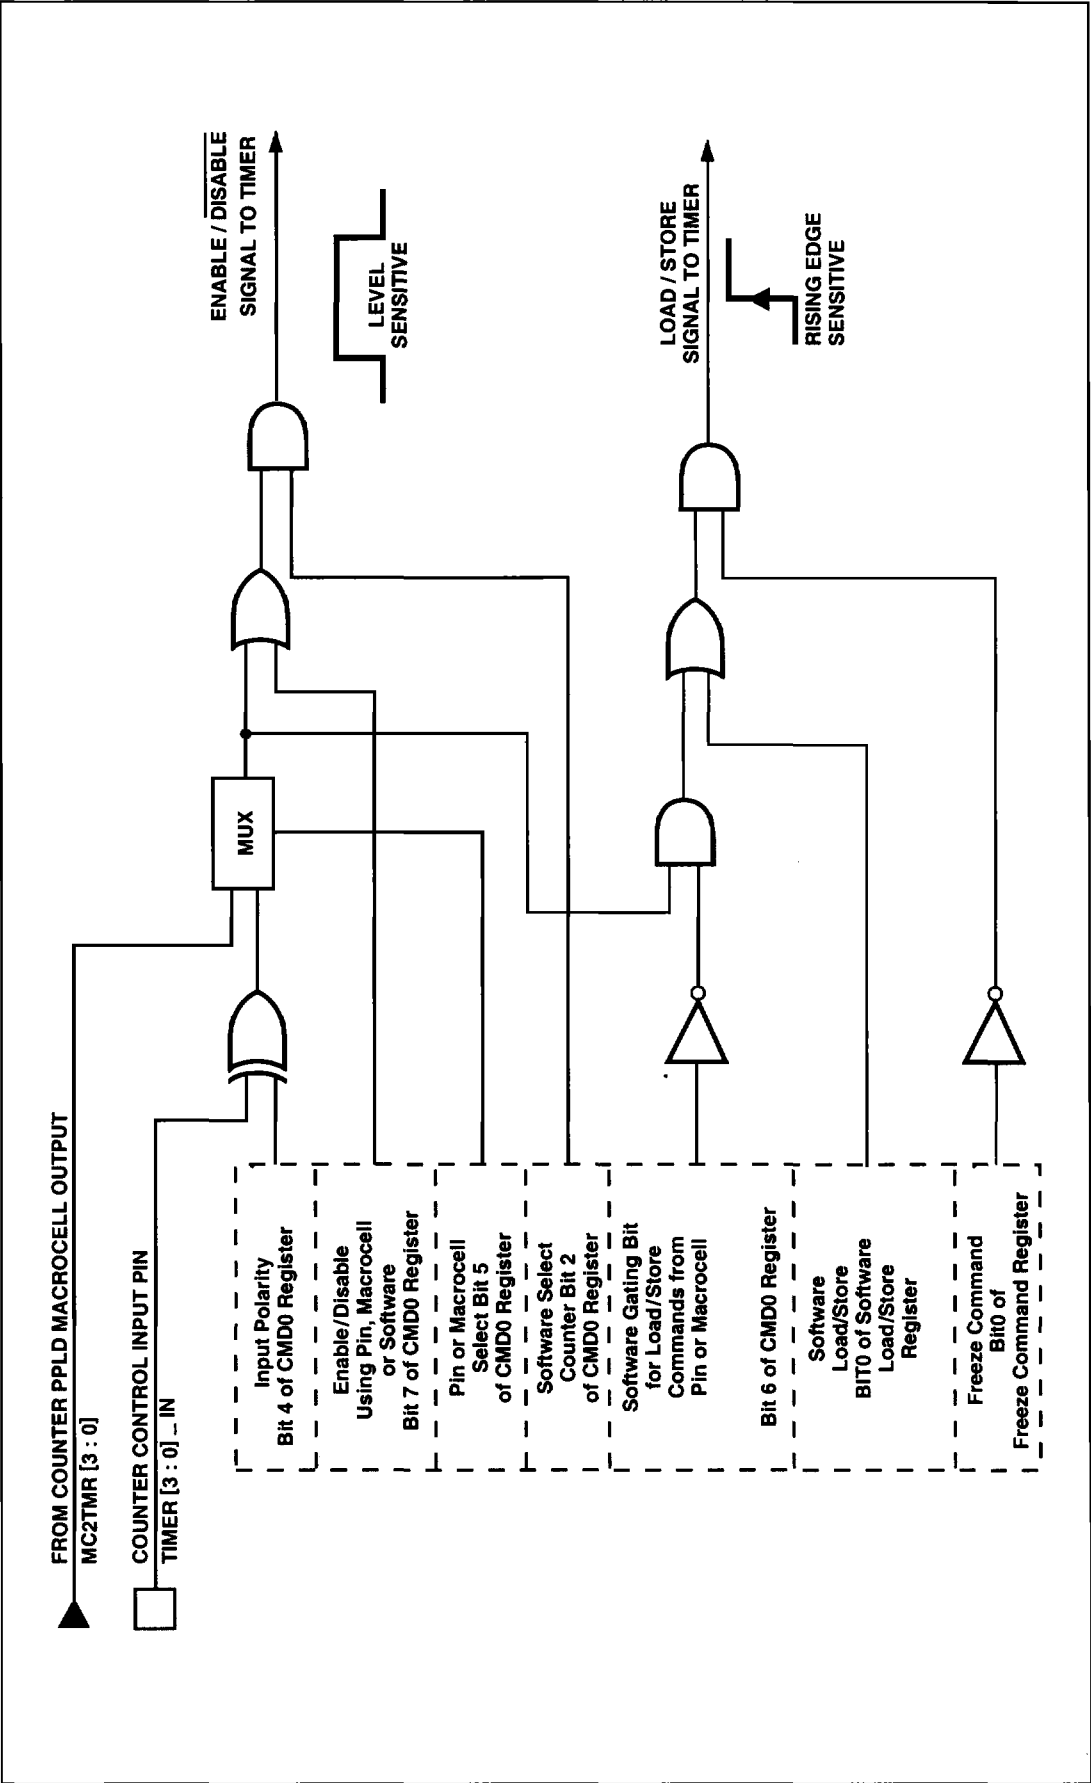 FROM COUNTER PPLD MACROCELL OUTPUT
MC2TMR [3 : 0]
COUNTER CONTROL INPUT PIN
TIMER [3 : 0] _ IN
Input Polarity
Bit 4 of CMD0 Register
Enable/Disable
Using Pin, Macrocell
or Software
Bit 7 of CMD0 Register
Pin or Macrocell
Select Bit 5
of CMD0 Register
Software Select
Counter Bit 2
of CMD0 Register
Software Gating Bit
for Load/Store
Commands from
Pin or Macrocell
Bit 6 of CMD0 Register
Software
Load/Store
BIT0 of Software
Load/Store
Register
Freeze Command
Bit0 of
Freeze Command Register
MUX
ENABLE / DISABLE
SIGNAL TO TIMER
LEVEL
SENSITIVE
LOAD / STORE
SIGNAL TO TIMER
RISING EDGE
SENSITIVE